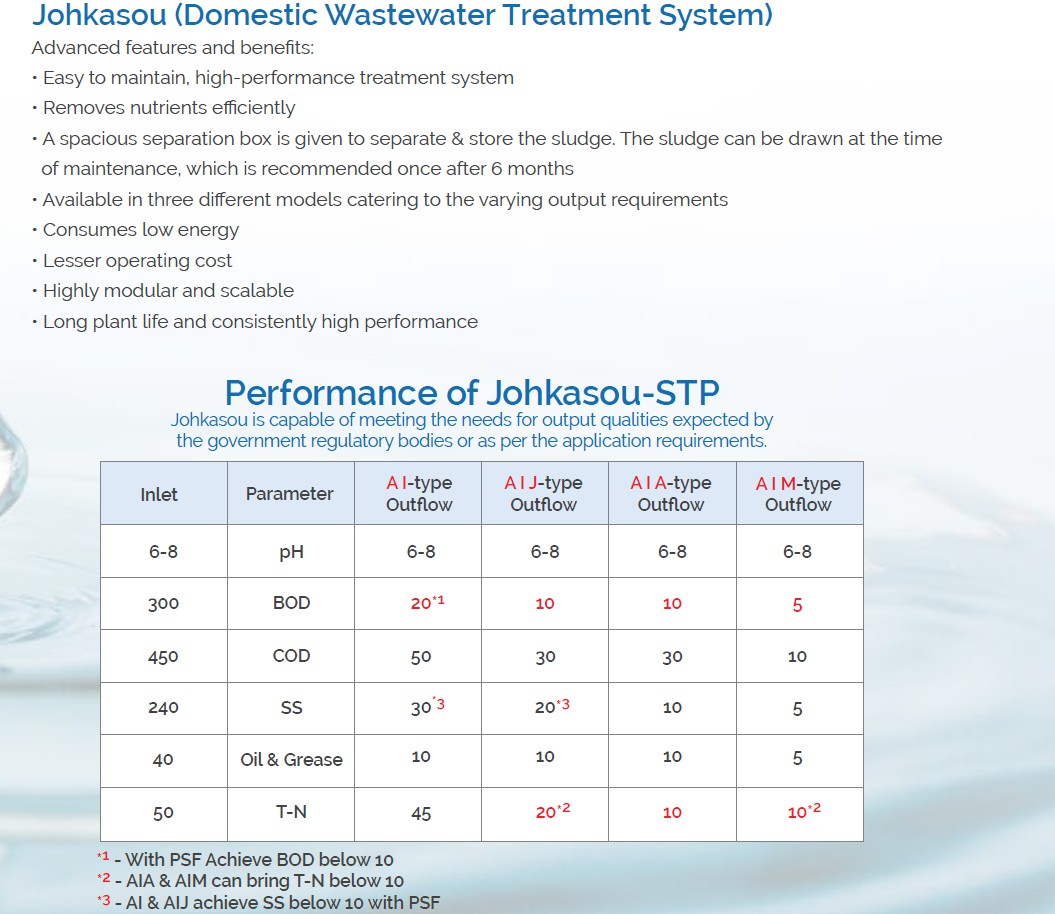 Johkasou (Domestic Wastewater Treatment System)
Advanced features and benefits:
• Easy to maintain, high-performance treatment system
• Removes nutrients efficiently
• A spacious separation box is given to separate & store the sludge. The sludge can be drawn at the time
of maintenance, which is recommended once after 6 months
• Available in three different models catering to the varying output requirements
• Consumes low energy
• Lesser operating cost
• Highly modular and scalable
• Long plant life and consistently high performance
Performance of Johkasou-STP
Johkasou is capable of meeting the needs for output qualities expected by
the government regulatory bodies or as per the application requirements.
Inlet Parameter A I-type Outflow A I J-type Outflow A I A-type Outflow A I M-type Outflow
6-8 pH 6-8 6-8 6-8 6-8
300 BOD 20*1 10 10 5
450 COD 50 30 30 10
240 SS 30*3 20*3 10 5
40 Oil & Grease 10 10 10 5
50 T-N 45 20*2 10 10*2
*1 - With PSF Achieve BOD below 10
*2 - AIA & AIM can bring T-N below 10
*3 - AI & AIJ achieve SS below 10 with PSF